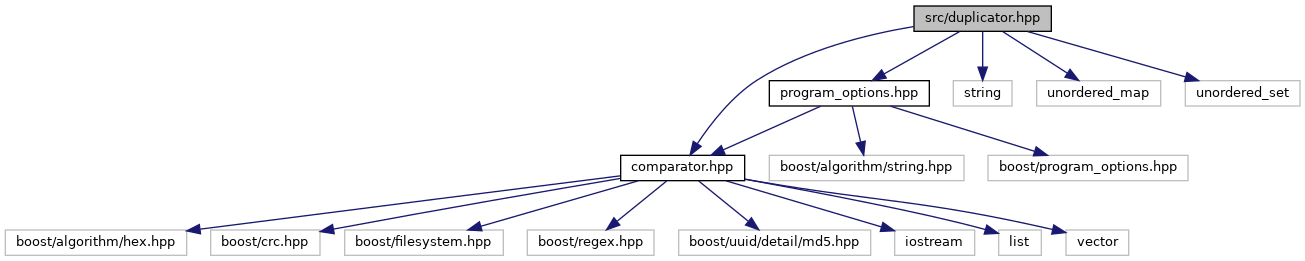 src/duplicator.hpp
program_options.hpp
string
unordered_map
unordered_set
comparator.hpp
boost/algorithm/string.hpp
boost/program_options.hpp
boost/algorithm/hex.hpp
boost/crc.hpp
boost/filesystem.hpp
boost/regex.hpp
boost/uuid/detail/md5.hpp
iostream
list
vector